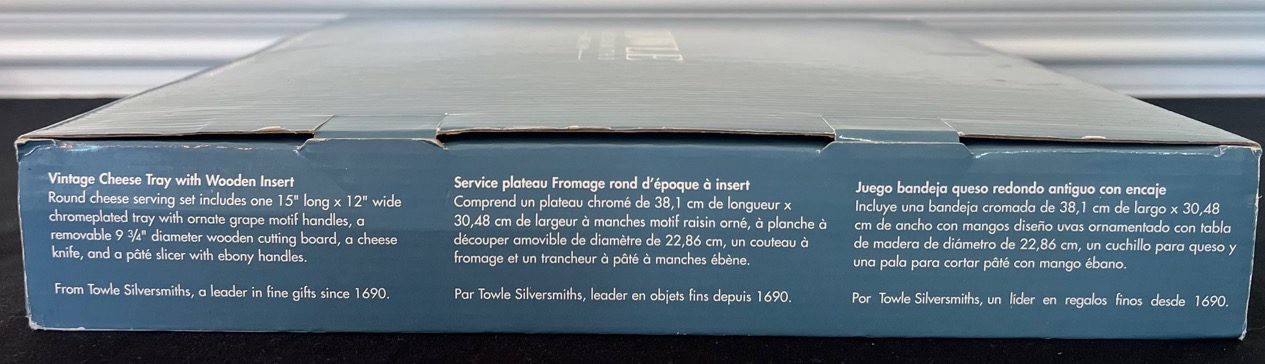 Vintage Cheese Tray with Wooden Insert
Round cheese serving set includes one 15" long x 12" wide
chromeplated tray with ornate grape motif handles, a
removable 9 ¾" diameter wooden cutting board, a cheese
knife, and a pâté slicer with ebony handles.
From Towle Silversmiths, a leader in fine gifts since 1690.
Service plateau Fromage rond d'époque à insert
Comprend un plateau chromé de 38,1 cm de longueur x
30,48 cm de largeur à manches motif raisin orné, à planche à
découper amovible de diamètre de 22,86 cm, un couteau à
fromage et un trancheur à pâté à manches ébène.
Par Towle Silversmiths, leader en objets fins depuis 1690.
Juego bandeja queso redondo antiguo con encaje
Incluye una bandeja cromada de 38,1 cm de largo x 30,48
cm de ancho con mangos diseño uvas ornamentado con tabla
de madera de diámetro de 22,86 cm, un cuchillo para queso y
una pala para cortar pâté con mango ébano.
Por Towle Silversmiths, un líder en regalos finos desde 1690.